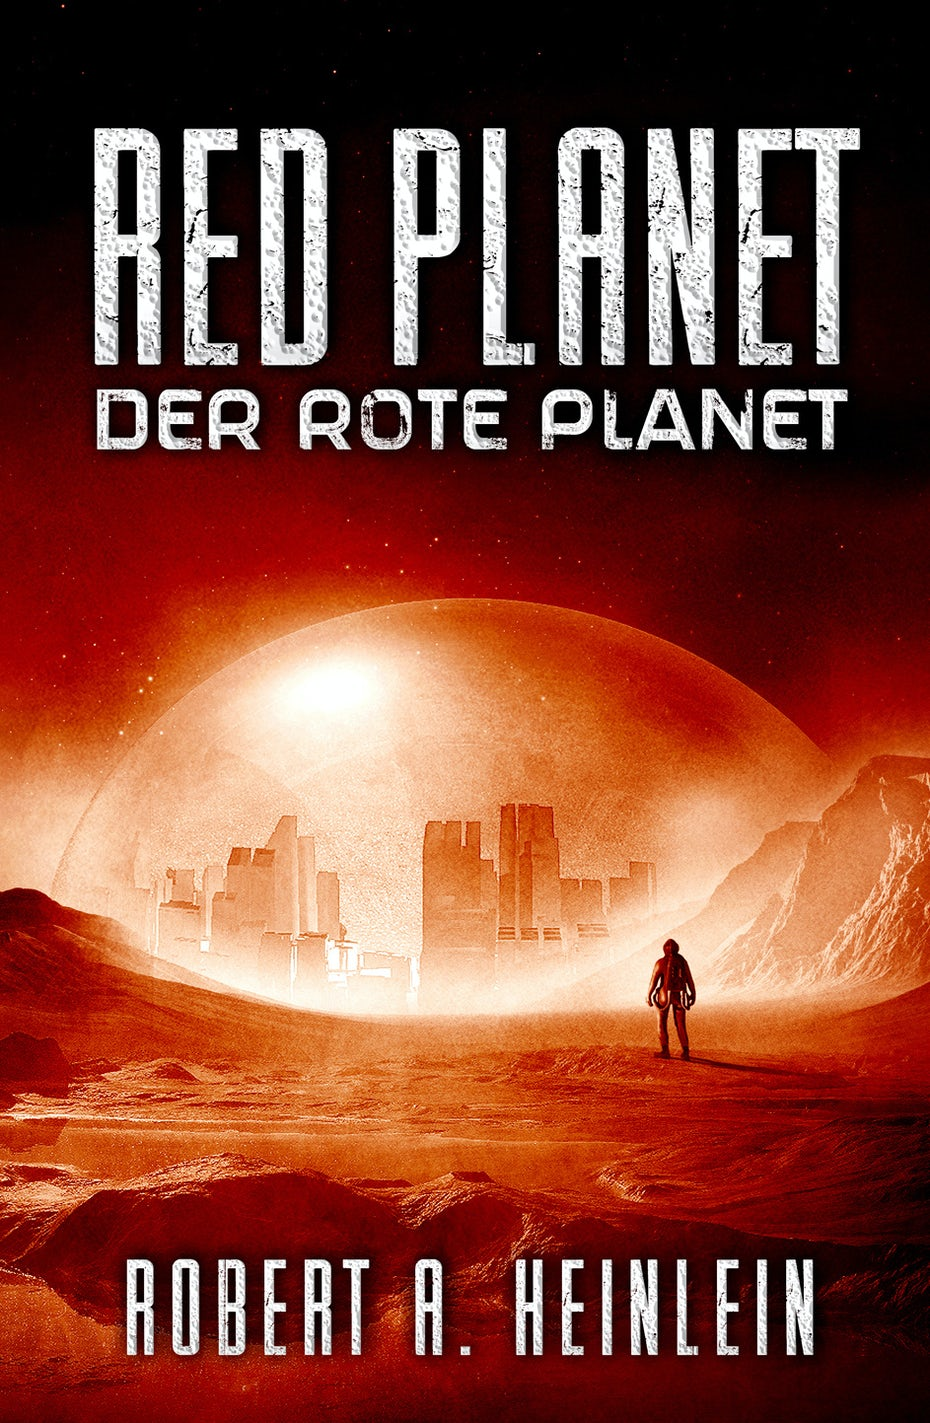 RED PLANET
DER ROTE PLANET
ROBERT A. HEINLEIN